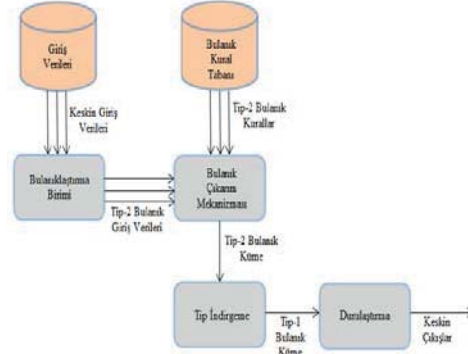 Giriş
Verileri
Bulanık
Kural
Tabanı
Keskin Giriş
Verileri
Tip-2 Bulanık
Kurallar
Bulanıklaştırma
Birimi
Bulanık
Çıkarım
Mekanizması
Tip-2 Bulanık
Giriş Verileri
Tip-2 Bulanık
Küme
Tip İndirgeme
Tip-1
Bulanık
Küme
Durulaştırma
Keskin
Çıkışlar